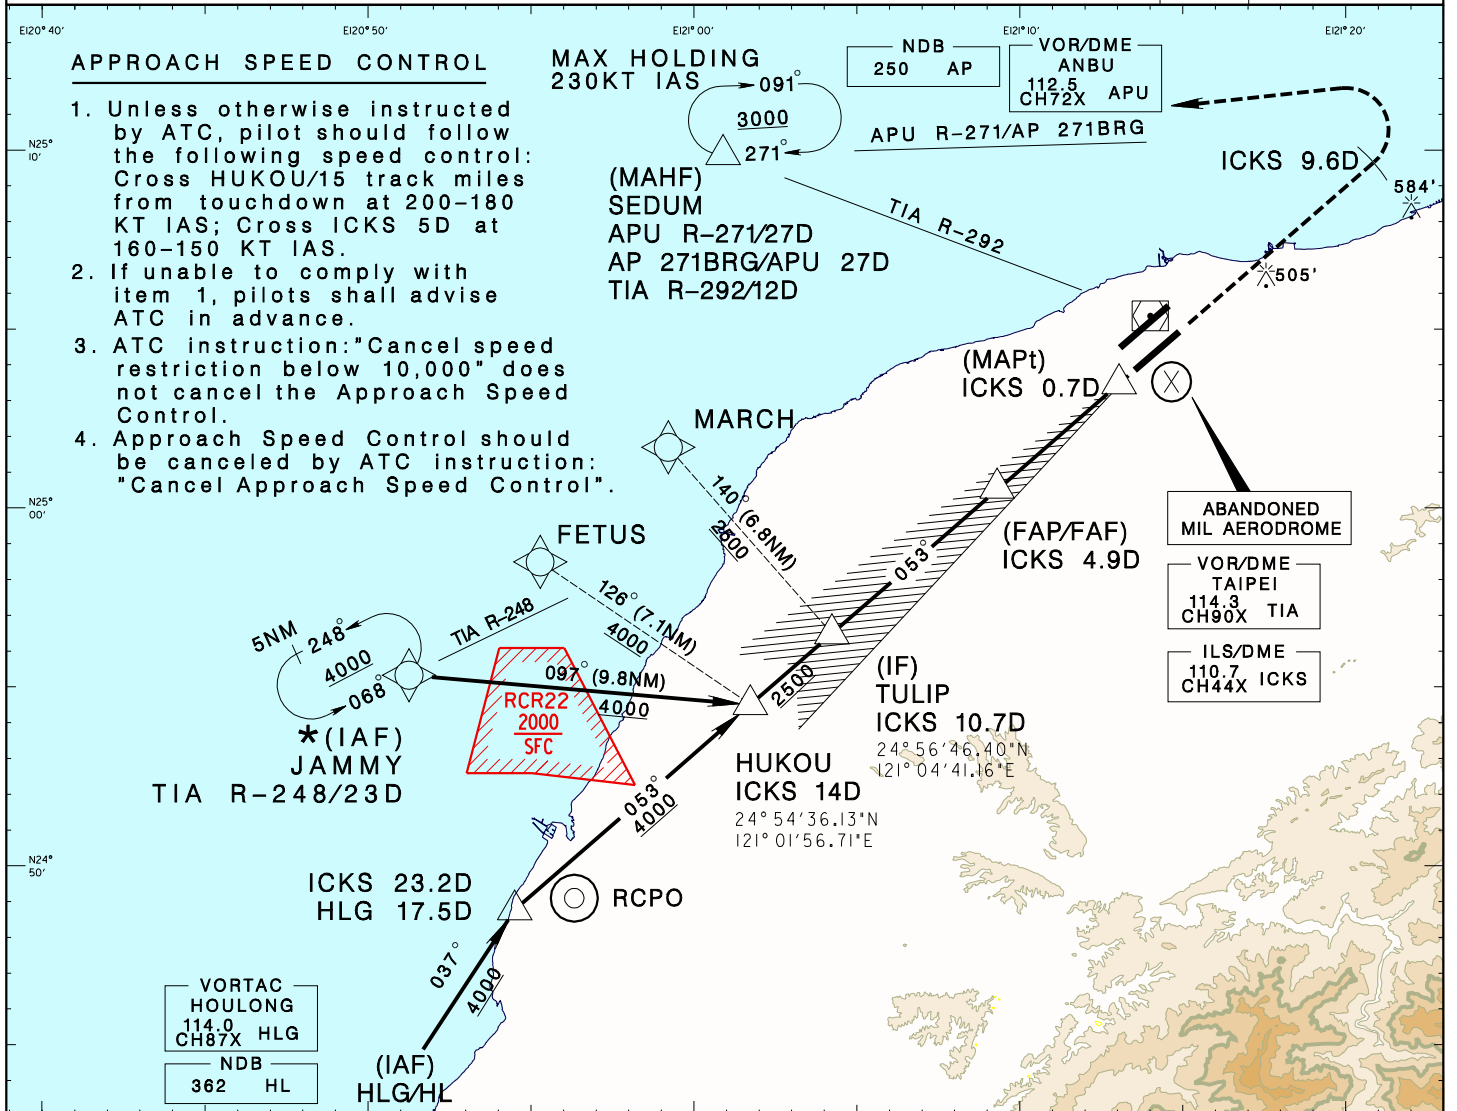 E120° 40'
E120° 50'
E121° 00'
E121° 10'
E121° 20'
APPROACH SPEED CONTROL
1. Unless otherwise instructed
by ATC, pilot should follow
the following speed control:
Cross HUKOU/15 track miles
from touchdown at 200-180
KT IAS; Cross ICKS 5D at
160-150 KT IAS.
2. If unable to comply with
item 1, pilots shall advise
ATC in advance.
3. ATC instruction:"Cancel speed
restriction below 10,000" does
not cancel the Approach Speed
Control.
4. Approach Speed Control should
be canceled by ATC instruction:
"Cancel Approach Speed Control".
MAX HOLDING
230KT IAS
091°
3000
271°
(MAHF)
SEDUM
APU R-271/27D
AP 271BRG/APU 27D
TIA R-292/12D
NDB
250 AP
VOR/DME
ANBU
112.5
CH72X APU
APU R-271/AP 271BRG
TIA R-292
ICKS 9.6D
584'
505'
N25°
10'
(MAPt)
ICKS 0.7D
MARCH
140° (6.8NM)
2500
N25°
00'
FETUS
126° (7.1NM)
4000
053°
(FAP/FAF)
ICKS 4.9D
ABANDONED
MIL AERODROME
VOR/DME
TAIPEI
114.3
CH90X TIA
ILS/DME
110.7
CH44X ICKS
5NM
248°
4000
068°
TIA R-248
097° (9.8NM)
4000
RCR22
2000
SFC
2500
(IF)
TULIP
ICKS 10.7D
24°56'46.40"N
121°04'41.16"E
*(IAF)
JAMMY
TIA R-248/23D
HUKOU
ICKS 14D
24°54'36.13"N
121°01'56.71"E
053°
4000
N24°
50'
ICKS 23.2D
HLG 17.5D
RCPO
037°
4000
VORTAC
HOULONG
114.0
CH87X HLG
NDB
362 HL
(IAF)
HLG/HL